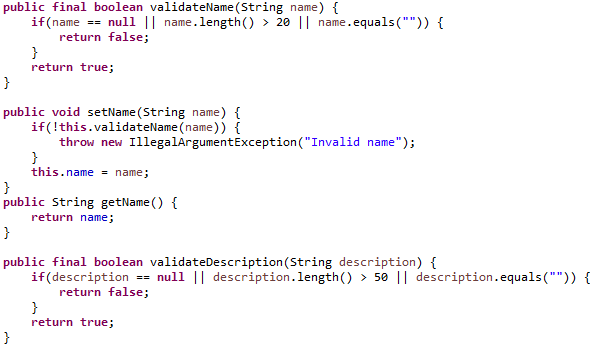 public final boolean validateName(String name) {
    if(name == null || name.length() > 20 || name.equals("")) {
        return false;
    }
    return true;
}

public void setName(String name) {
    if(!this.validateName(name)) {
        throw new IllegalArgumentException("Invalid name");
    }
    this.name = name;
}
public String getName() {
    return name;
}

public final boolean validateDescription(String description) {
    if(description == null || description.length() > 50 || description.equals("")) {
        return false;
    }
    return true;
}